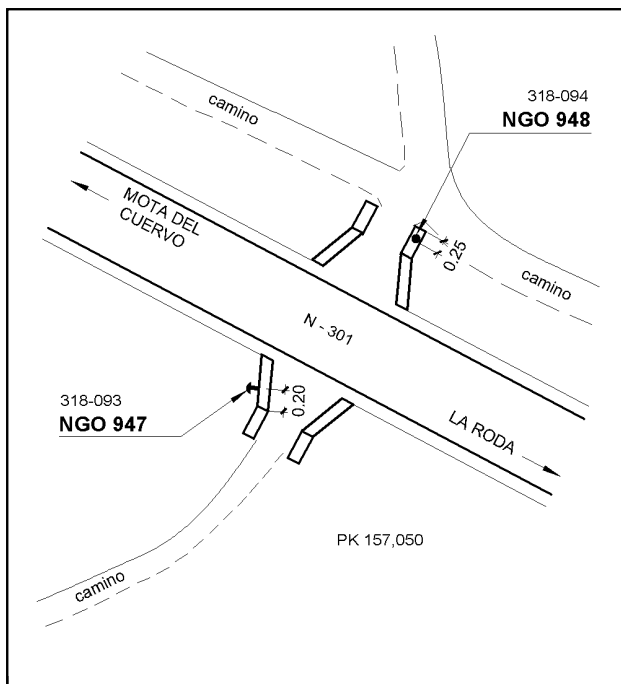 camino
318-094
NGO 948
MOTA DEL
CUERVO
0.25
camino
N - 301
318-093
NGO 947
0.20
LA RODA
PK 157,050
camino